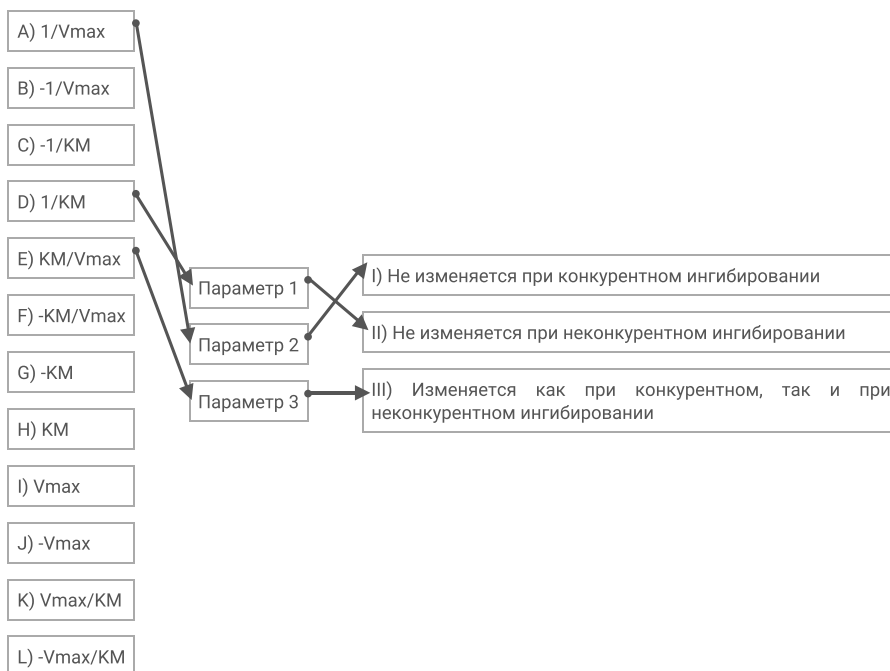 A) 1/Vmax
B) -1/Vmax
C) -1/KM
D) 1/KM
E) KM/Vmax
F) -KM/Vmax
G) -KM
H) KM
I) Vmax
J) -Vmax
K) Vmax/KM
L) -Vmax/KM
Параметр 1
Параметр 2
Параметр 3
I) Не изменяется при конкурентном ингибировании
II) Не изменяется при неконкурентном ингибировании
III) Изменяется как при конкурентном, так и при
неконкурентном ингибировании